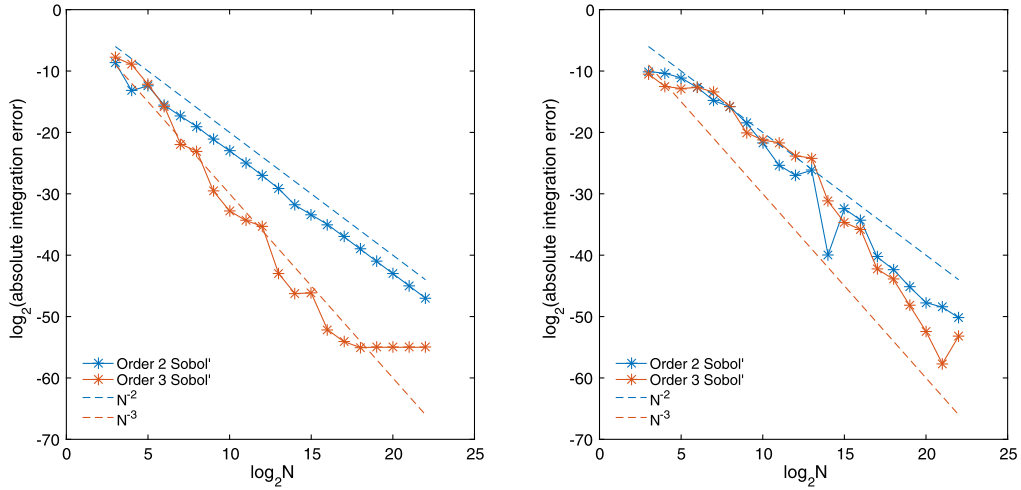 0
-10
-20
-30
-40
-50
-60
-70
log₂(absolute integration error)
Order 2 Sobol'
Order 3 Sobol'
N⁻²
N⁻³
0 5 10 15 20 25
log₂N
0
-10
-20
-30
-40
-50
-60
-70
log₂(absolute integration error)
Order 2 Sobol'
Order 3 Sobol'
N⁻²
N⁻³
0 5 10 15 20 25
log₂N